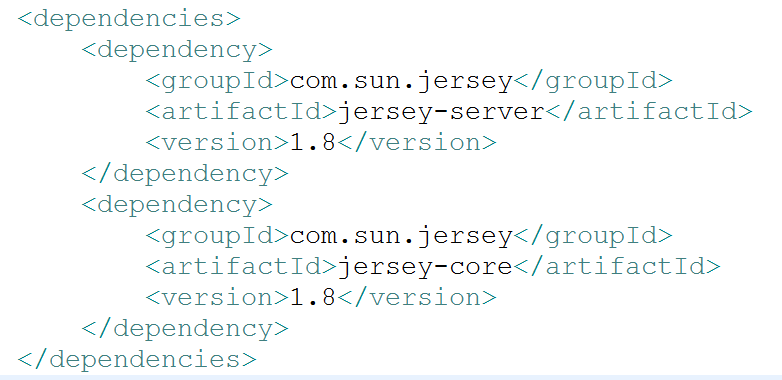 <dependencies>
    <dependency>
        <groupId>com.sun.jersey</groupId>
        <artifactId>jersey-server</artifactId>
        <version>1.8</version>
    </dependency>
    <dependency>
        <groupId>com.sun.jersey</groupId>
        <artifactId>jersey-core</artifactId>
        <version>1.8</version>
    </dependency>
</dependencies>